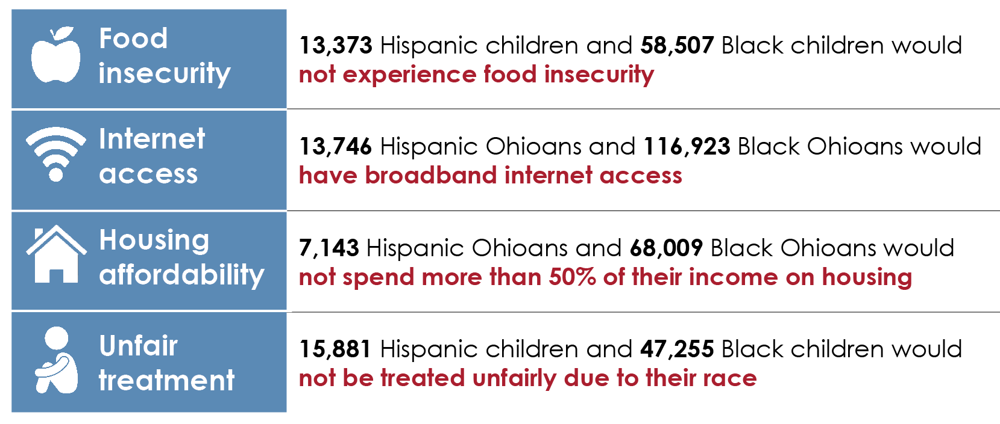 Food
insecurity
13,373 Hispanic children and 58,507 Black children would
not experience food insecurity
Internet
access
13,746 Hispanic Ohioans and 116,923 Black Ohioans would
have broadband internet access
Housing
affordability
7,143 Hispanic Ohioans and 68,009 Black Ohioans would
not spend more than 50% of their income on housing
Unfair
treatment
15,881 Hispanic children and 47,255 Black children would
not be treated unfairly due to their race